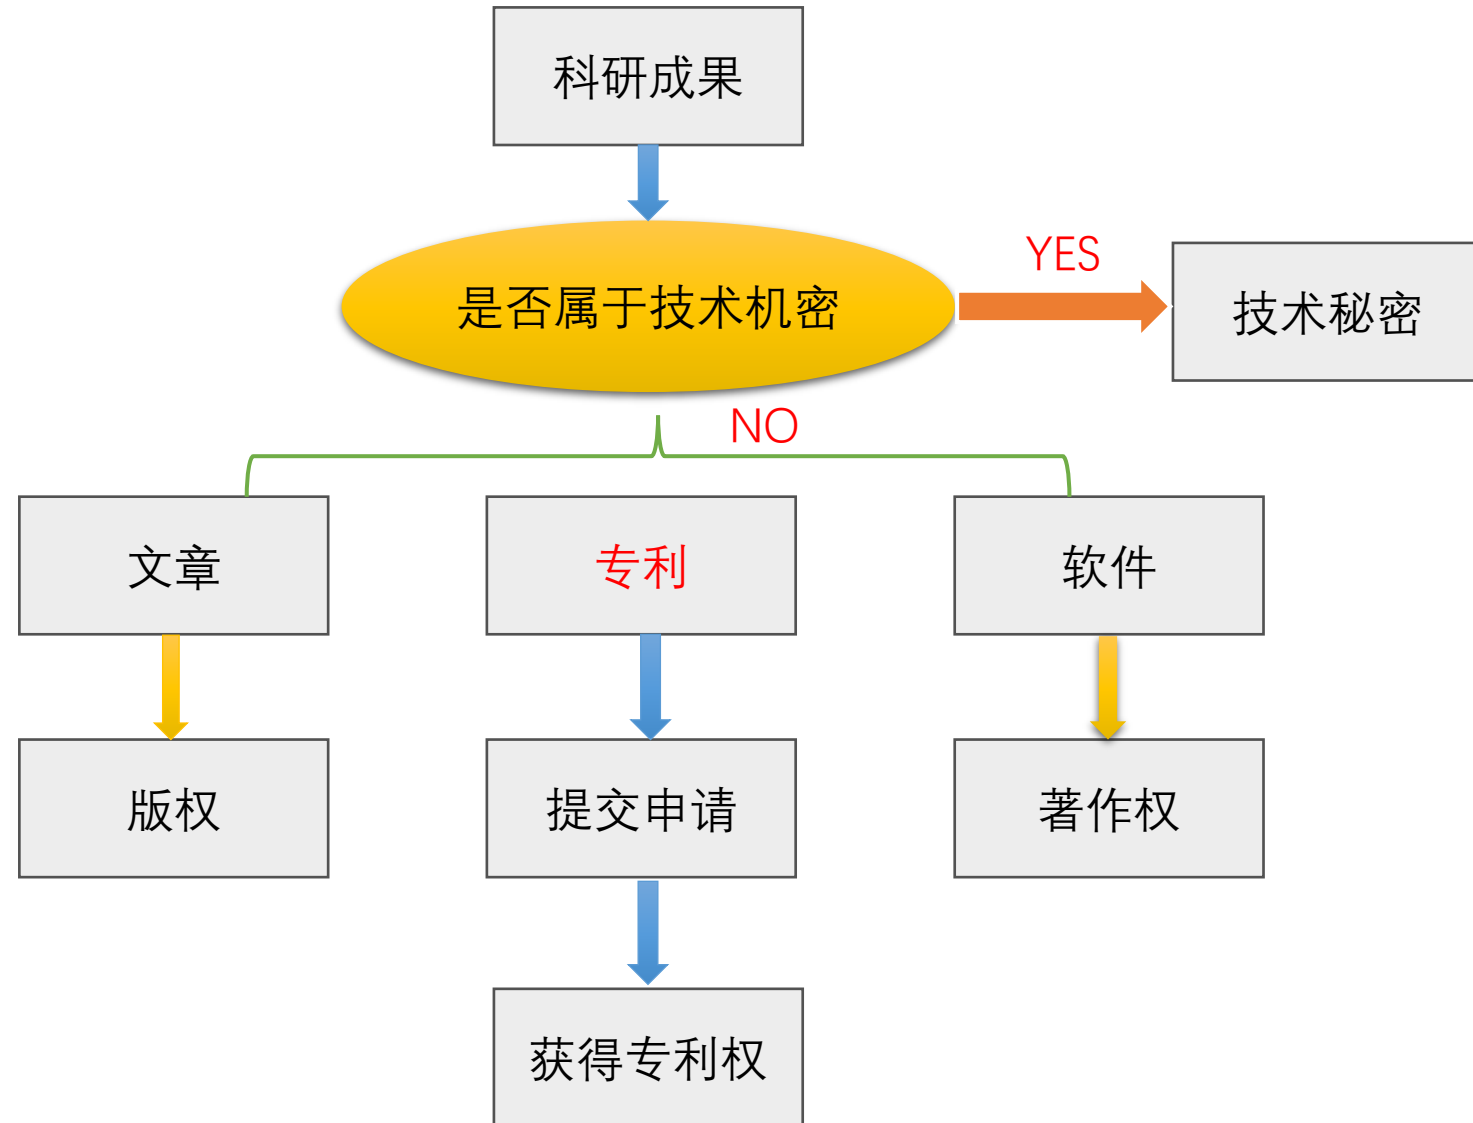 科研成果
YES
是否属于技术机密
技术秘密
NO
文章
专利
软件
版权
提交申请
著作权
获得专利权